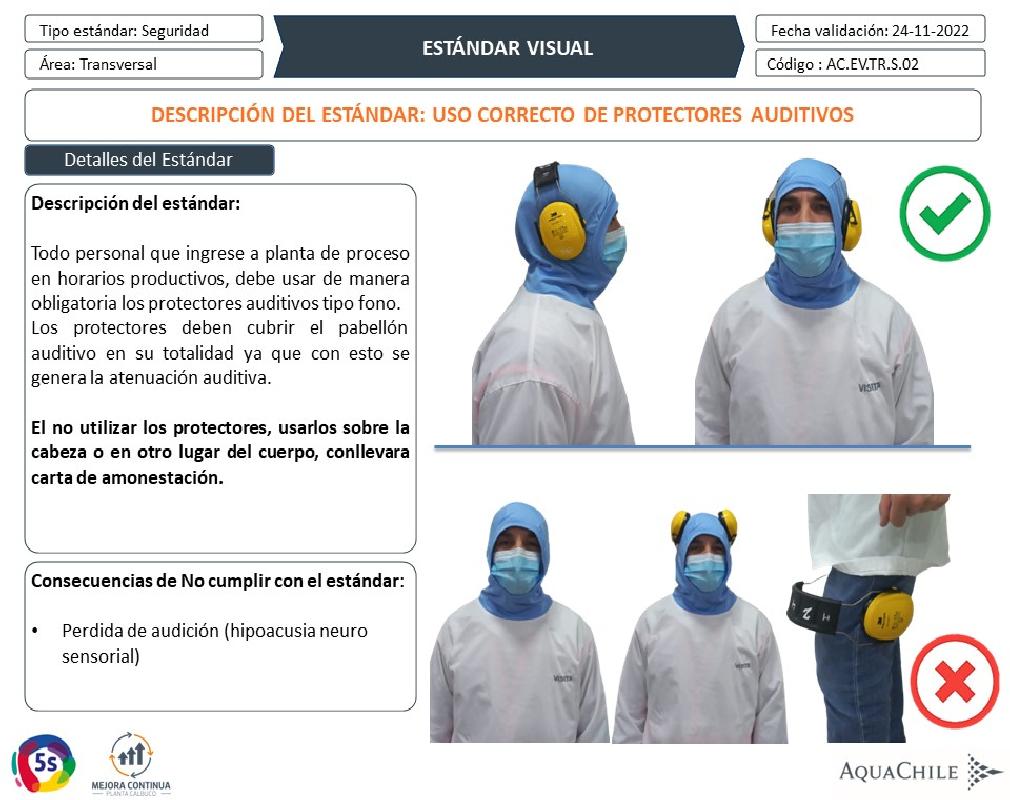 Tipo estándar: Seguridad
Área: Transversal
ESTÁNDAR VISUAL
Fecha validación: 24-11-2022
Código : AC.EV.TR.S.02
DESCRIPCIÓN DEL ESTÁNDAR: USO CORRECTO DE PROTECTORES AUDITIVOS
Detalles del Estándar
Descripción del estándar:
Todo personal que ingrese a planta de proceso
en horarios productivos, debe usar de manera
obligatoria los protectores auditivos tipo fono.
Los protectores deben cubrir el pabellón
auditivo en su totalidad ya que con esto se
genera la atenuación auditiva.
El no utilizar los protectores, usarlos sobre la
cabeza o en otro lugar del cuerpo, conllevara
carta de amonestación.
Consecuencias de No cumplir con el estándar:
• Perdida de audición (hipoacusia neuro
sensorial)
VISITA
VISITA
VISITA
5s
MEJORA CONTINUA
PLANTA CALBUCO
AQUACHILE